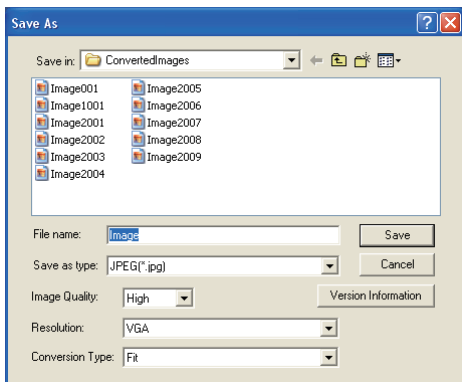 Save As
Save in: ConvertedImages
Image001
Image1001
Image2001
Image2002
Image2003
Image2004
Image2005
Image2006
Image2007
Image2008
Image2009
File name: Image Save
Save as type: JPEG(*.jpg) Cancel
Image Quality: High Version Information
Resolution: VGA
Conversion Type: Fit